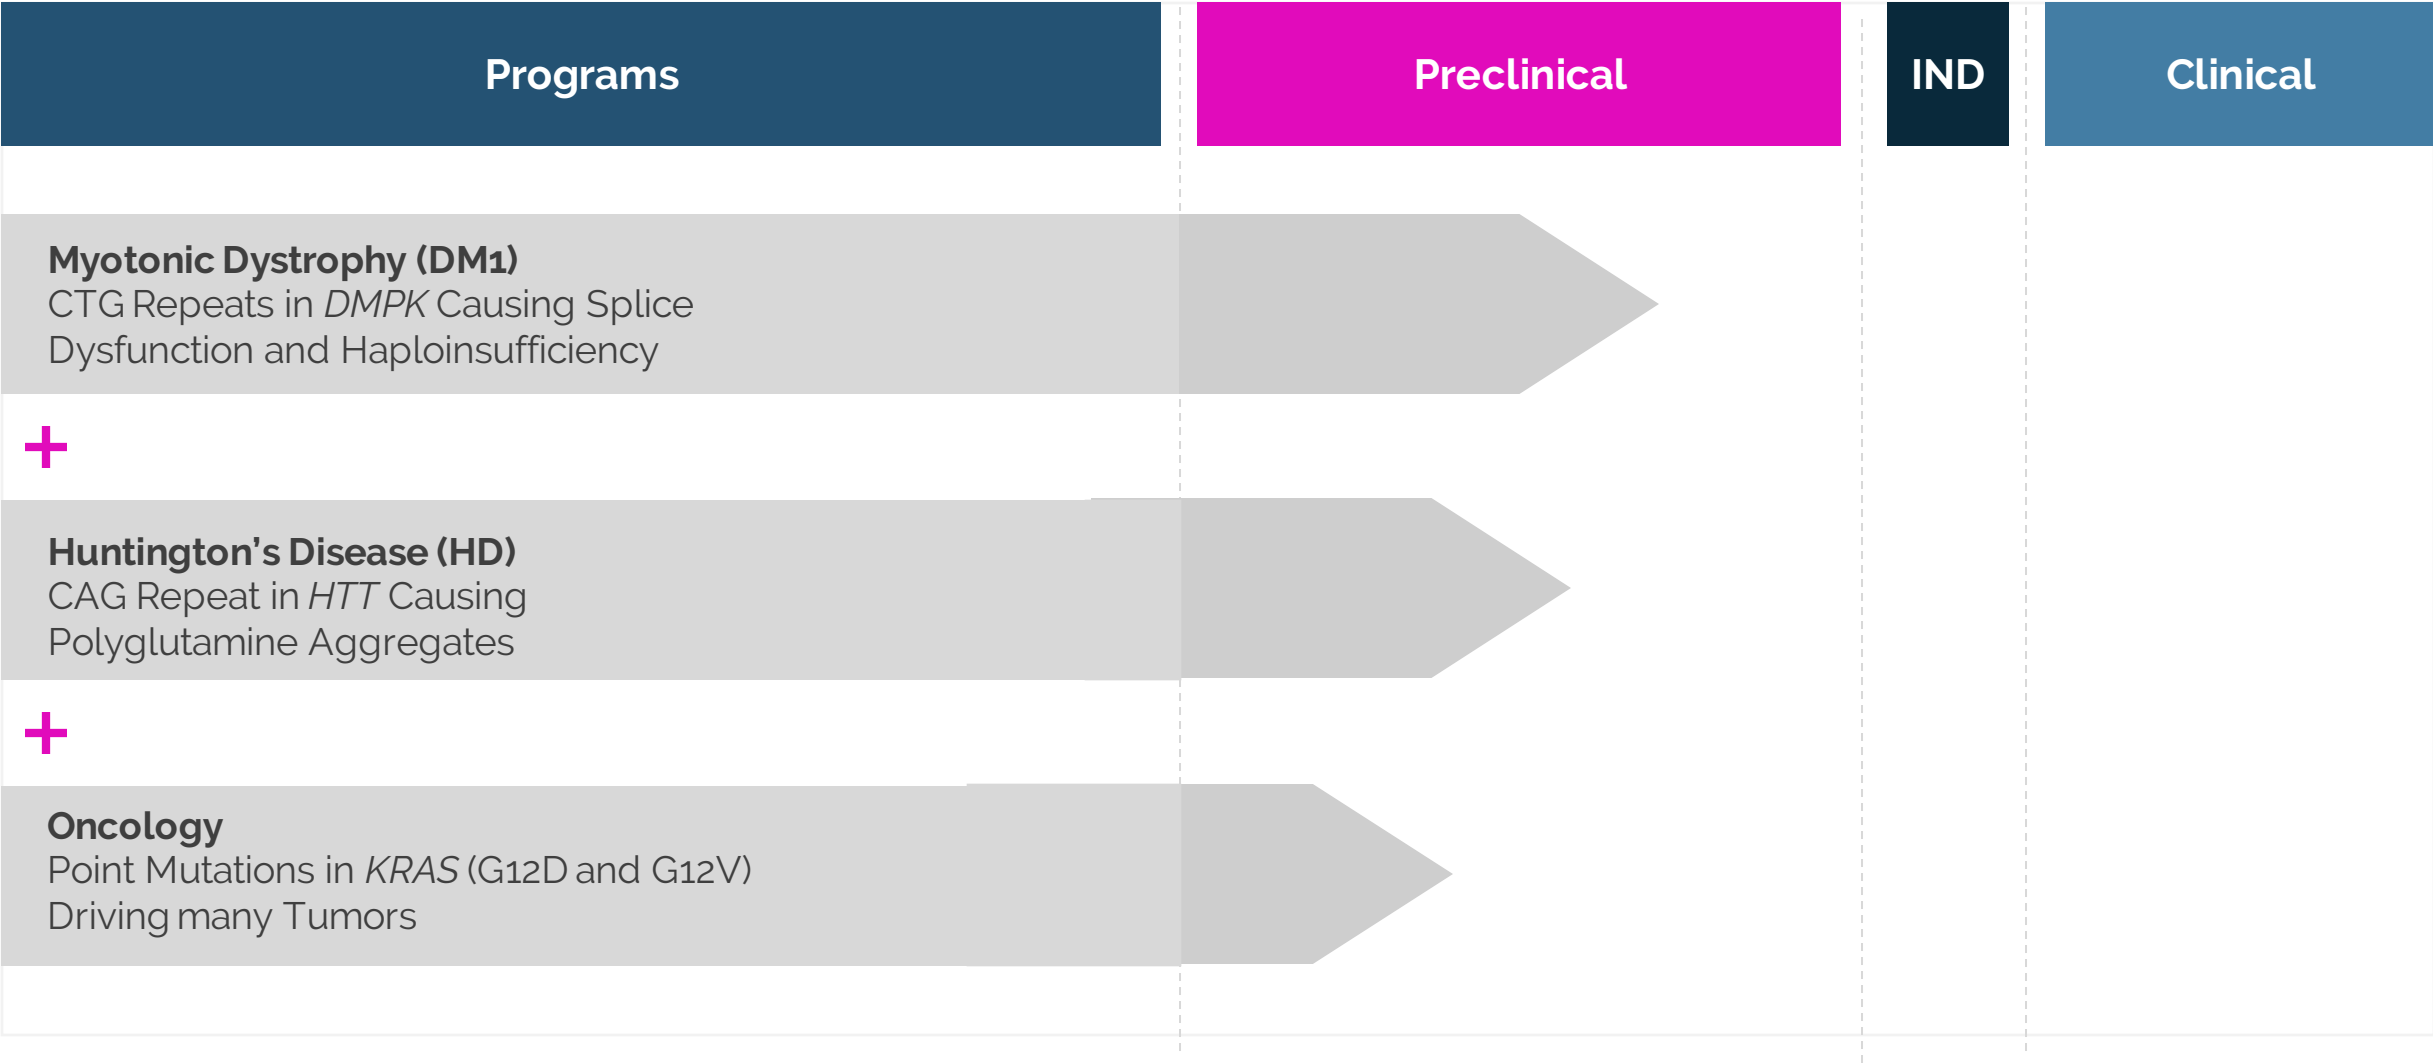 Programs
Preclinical
IND
Clinical
Myotonic Dystrophy (DM1)
CTG Repeats in DMPK Causing Splice
Dysfunction and Haploinsufficiency
+
Huntington’s Disease (HD)
CAG Repeat in HTT Causing
Polyglutamine Aggregates
+
Oncology
Point Mutations in KRAS (G12D and G12V)
Driving many Tumors